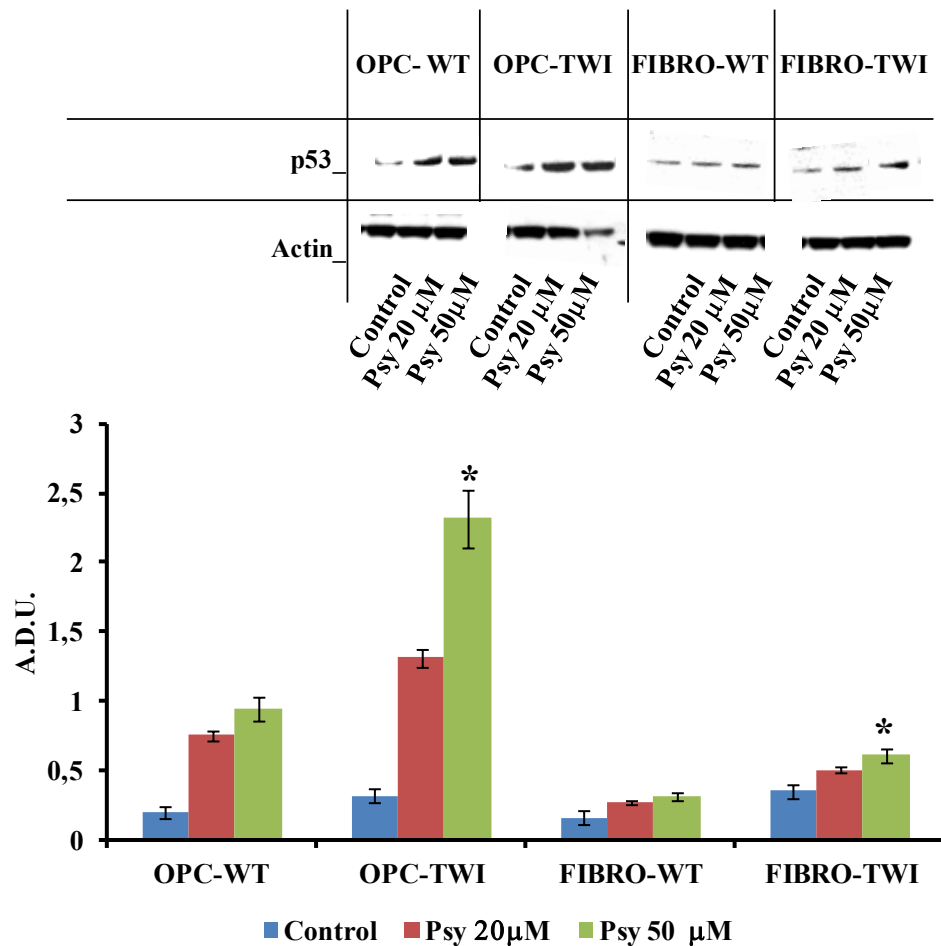 OPC- WT OPC-TWI FIBRO-WT FIBRO-TWI
p53_
Actin_
Control Psy 20 μM Psy 50μM Control Psy 20 μM Psy 50μM Control Psy 20 μM Psy 50μM Control Psy 20 μM Psy 50μM
3
2,5
2
1,5
1
0,5
0
A.D.U.
*
*
OPC-WT OPC-TWI FIBRO-WT FIBRO-TWI
Control Psy 20μM Psy 50 μM